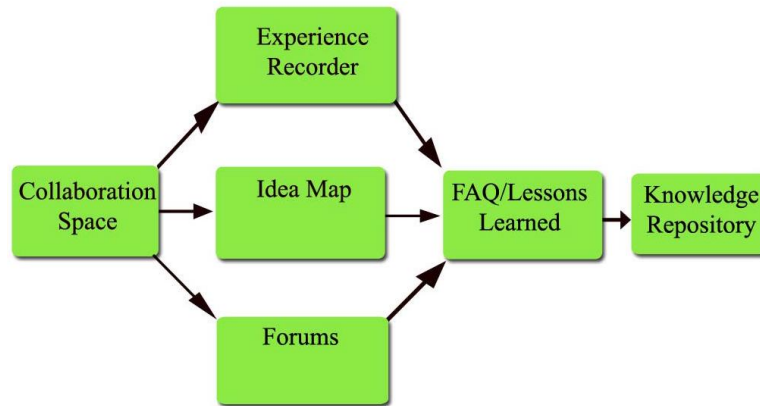 Experience
Recorder
Collaboration
Space
Idea Map
FAQ/Lessons
Learned
Knowledge
Repository
Forums